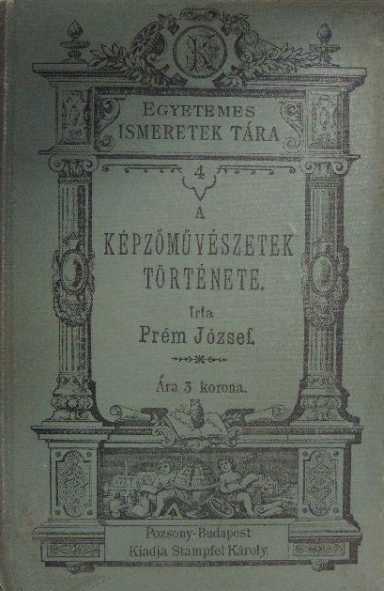 K
EGYETEMES
ISMERETEK TÁRA
4
A
KÉPZŐMŰVÉSZETEK
TÖRTÉNETE.
Irta
Prém József.
Ára 3 korona.
Pozsony-Budapest
Kiadja Stampfel Károly.